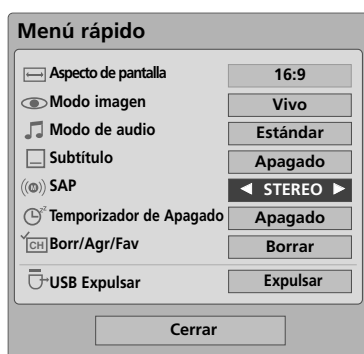 Menú rápido
Aspecto de pantalla 16:9
Modo imagen Vivo
Modo de audio Estándar
Subtítulo Apagado
SAP ◄ STEREO ►
Temporizador de Apagado Apagado
CH Borr/Agr/Fav Borrar
USB Expulsar Expulsar
Cerrar